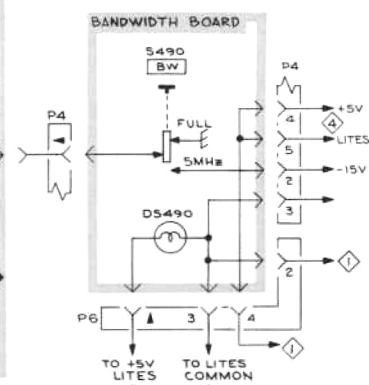 BANDWIDTH BOARD
S490
BW
P4
P4
FULL
4
+5V
4
5
LITES
5MHz
2
-15V
3
DS490
2
1
P6
3
4
1
TO +5V
LITES
TO LITES
COMMON